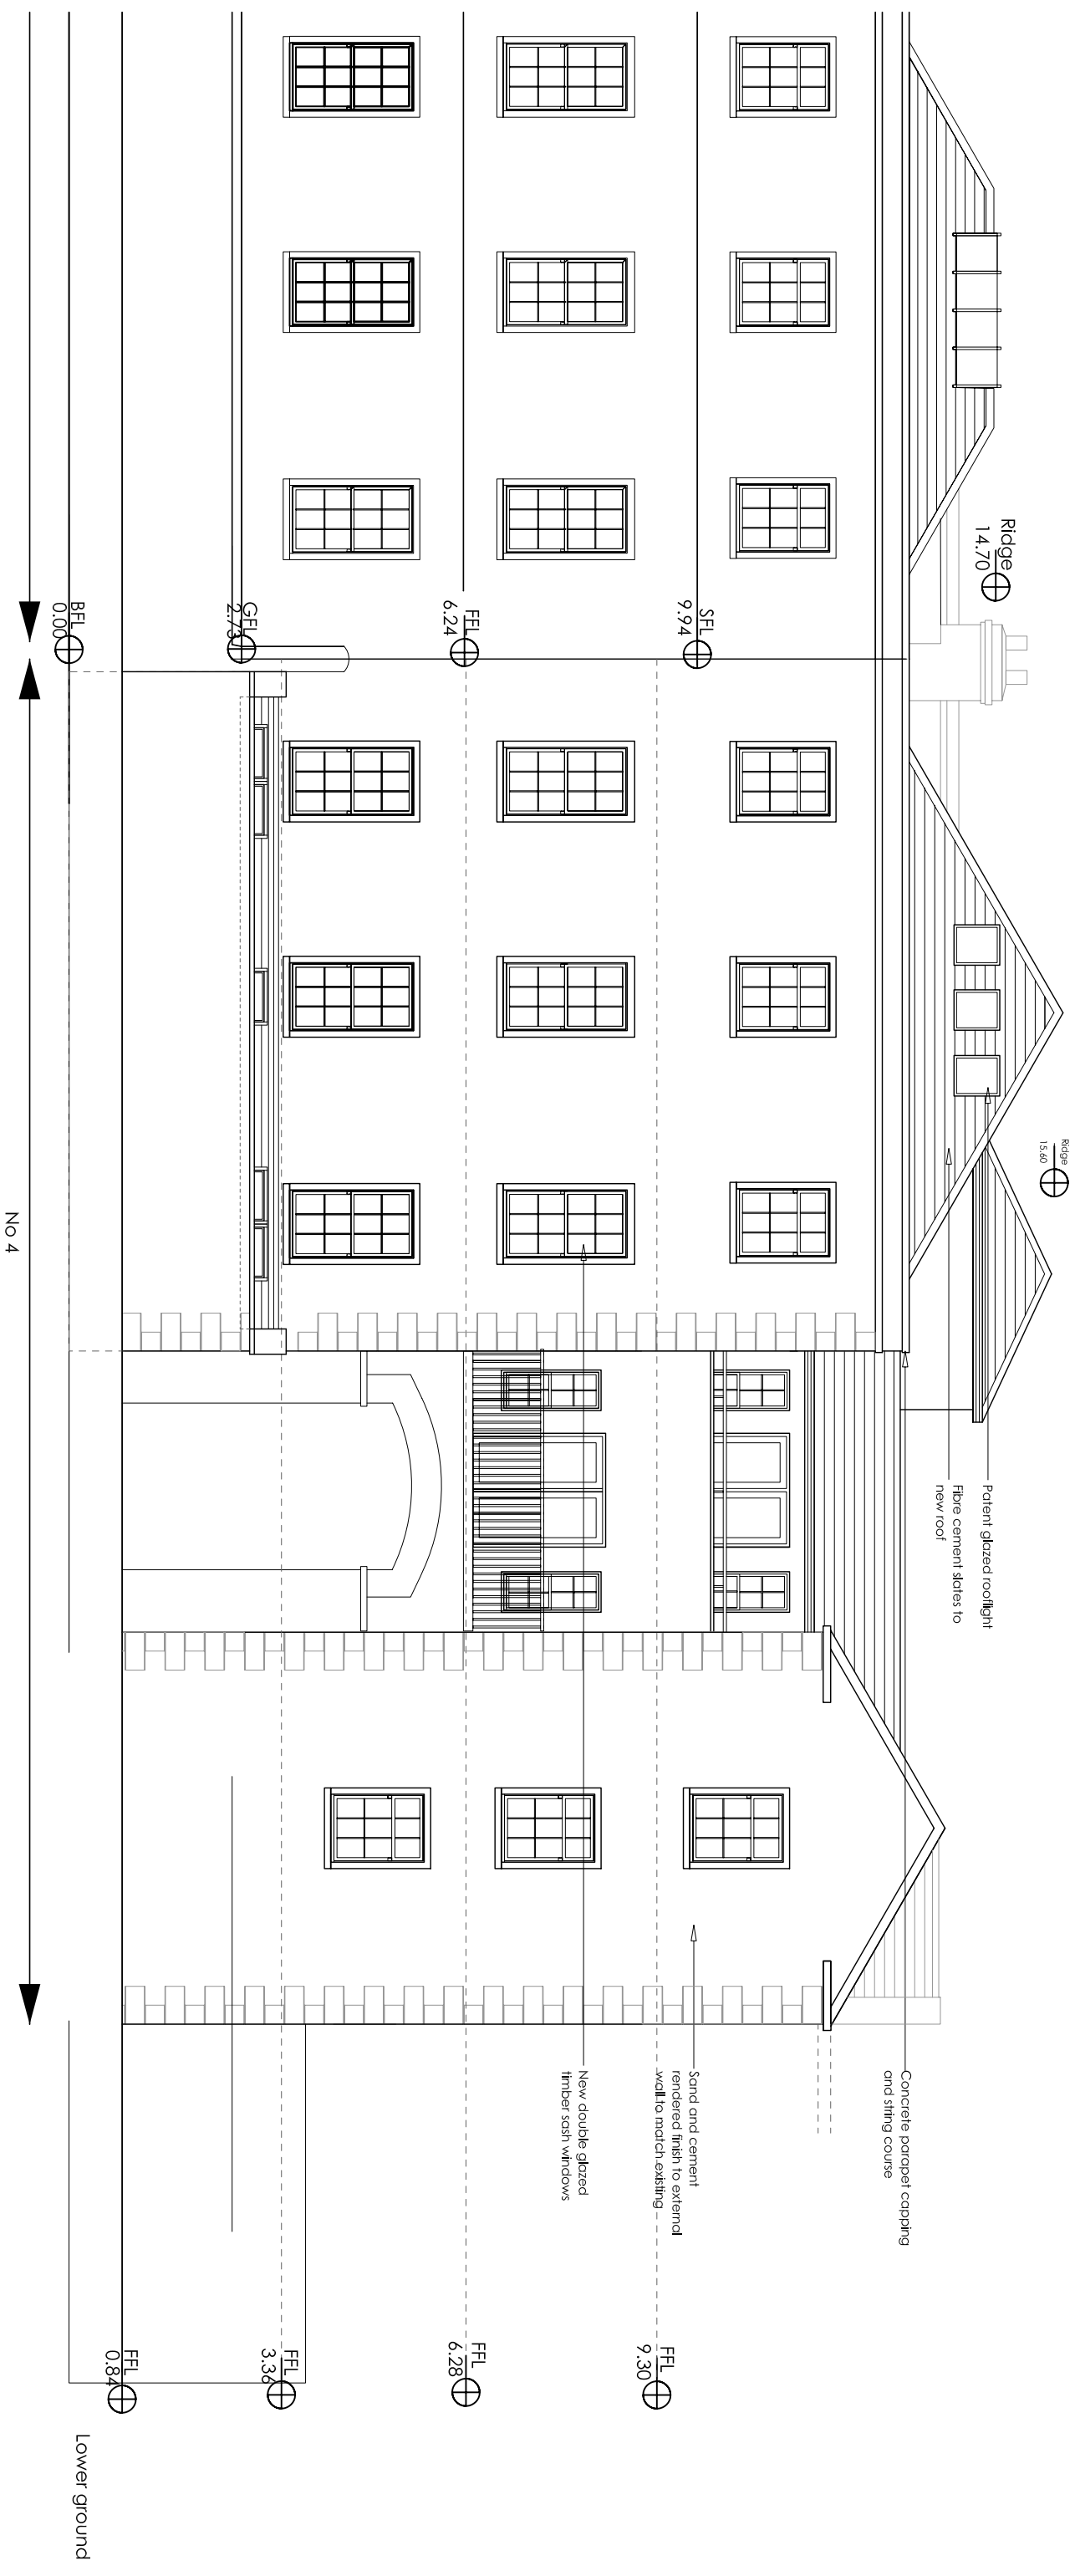 Ridge
14.70
Ridge
15.60
SFL
9.94
FFL
6.24
GFL
2.73
BFL
0.00
Patent glazed rooflight
Fibre cement slates to
new roof
Concrete parapet capping
and string course
Sand and cement
rendered finish to external
wall to match existing
New double glazed
timber sash windows
FFL
9.30
FFL
6.28
FFL
3.36
FFL
0.84
Lower ground
No 4